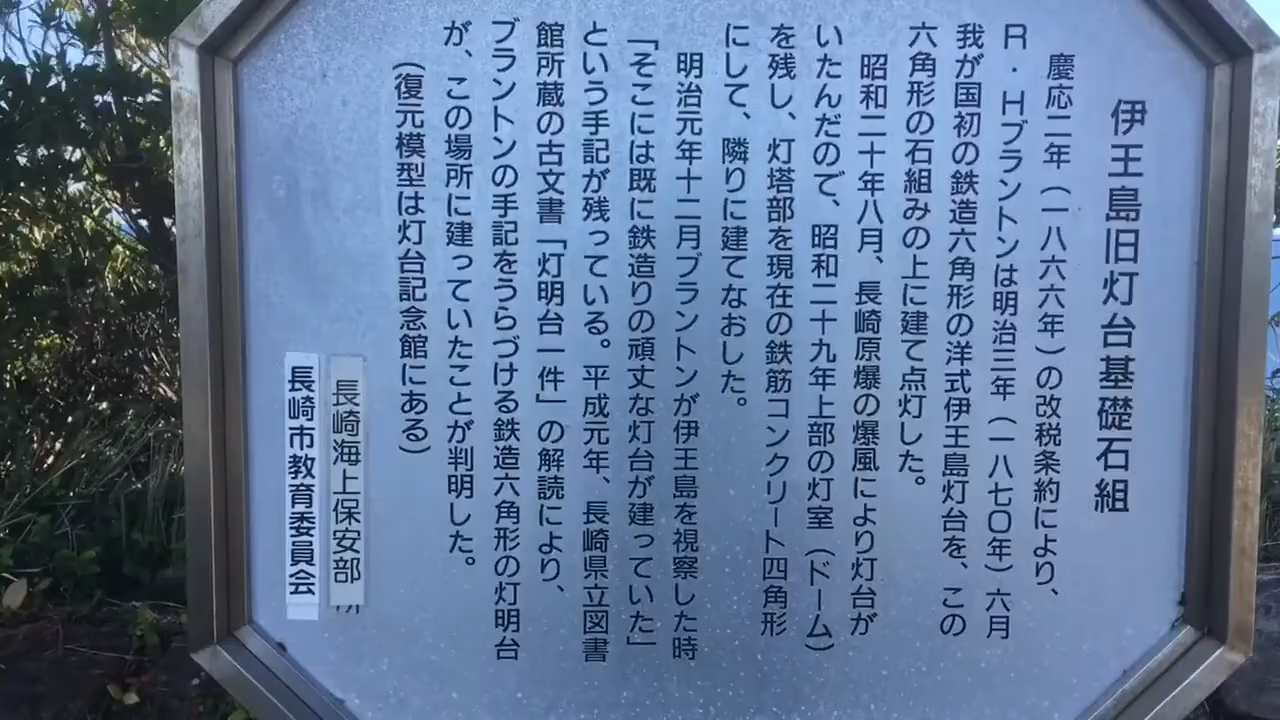 伊王島旧灯台基礎石組
慶応二年（一八六六年）の改税条約により、
R・Hブラントンは明治三年（一八七〇年）六月
我が国初の鉄造六角形の洋式伊王島灯台を、この
六角形の石組みの上に建て点灯した。
昭和二十年八月、長崎原爆の爆風により灯台が
いたんだので、昭和二十九年上部の灯室（ドーム）
を残し、灯塔部を現在の鉄筋コンクリート四角形
にして、隣りに建てなおした。
明治元年十二月ブラントンが伊王島を視察した時
「そこには既に鉄造りの頑丈な灯台が建っていた」
という手記が残っている。平成元年、長崎県立図書
館所蔵の古文書「灯明台一件」の解読により、
ブラントンの手記をうらづける鉄造六角形の灯明台
が、この場所に建っていたことが判明した。
（復元模型は灯台記念館にある）
長崎海上保安部
長崎市教育委員会